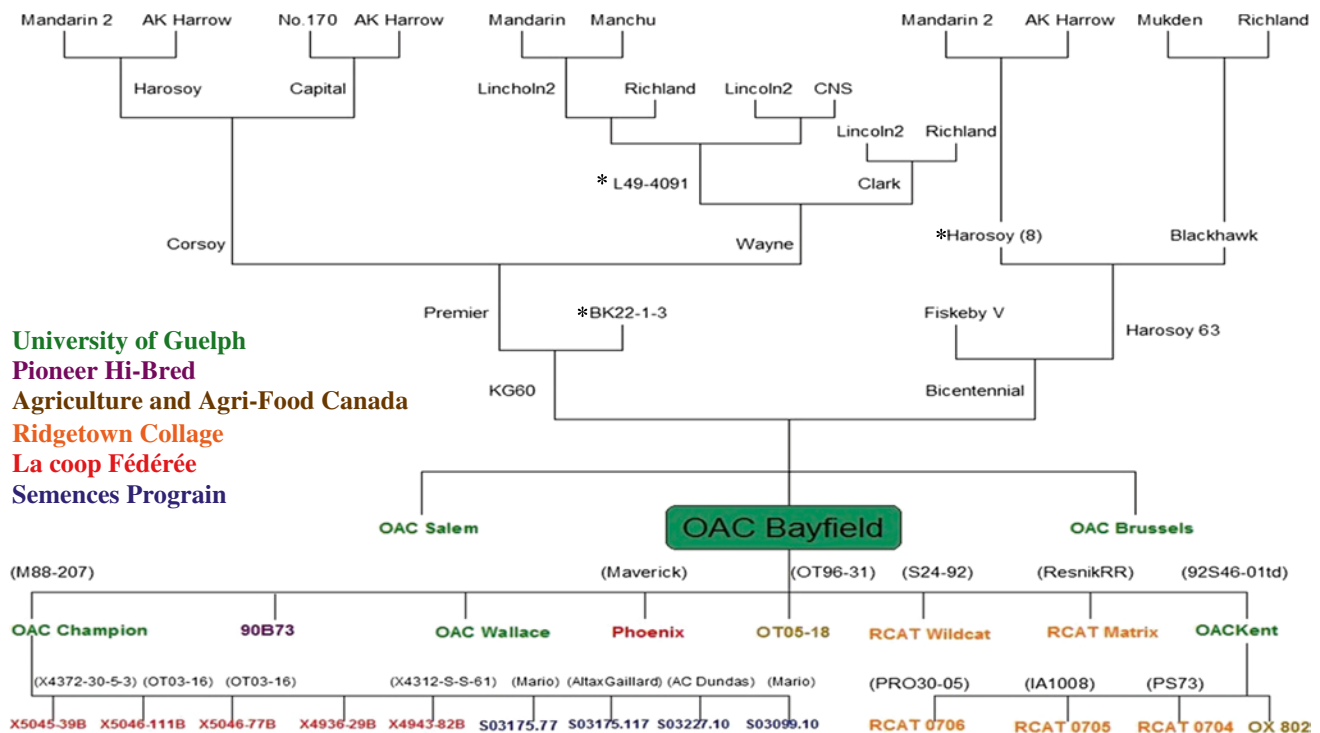 Mandarin 2 AK Harrow No.170 AK Harrow Mandarin Manchu Mandarin 2 AK Harrow Mukden Richland
Harosoy Capital Lincholn2 Richland Lincoln2 CNS
Lincoln2 Richland
* L49-4091 Clark
Corsoy Wayne *Harosoy (8) Blackhawk
Premier *BK22-1-3 Fiskeby V Harosoy 63
University of Guelph
Pioneer Hi-Bred
Agriculture and Agri-Food Canada
Ridgetown Collage
La coop Fédérée
Semences Prograin
KG60 Bicentennial
OAC Salem OAC Bayfield OAC Brussels
(M88-207) (Maverick) (OT96-31) (S24-92) (ResnikRR) (92S46-01td)
OAC Champion 90B73 OAC Wallace Phoenix OT05-18 RCAT Wildcat RCAT Matrix OACKent
(X4372-30-5-3) (OT03-16) (OT03-16) (X4312-S-S-61) (Mario) (AltaxGaillard) (AC Dundas) (Mario) (PRO30-05) (IA1008) (PS73)
X5045-39B X5046-111B X5046-77B X4936-29B X4943-82B S03175.77 S03175.117 S03227.10 S03099.10 RCAT 0706 RCAT 0705 RCAT 0704 OX 802